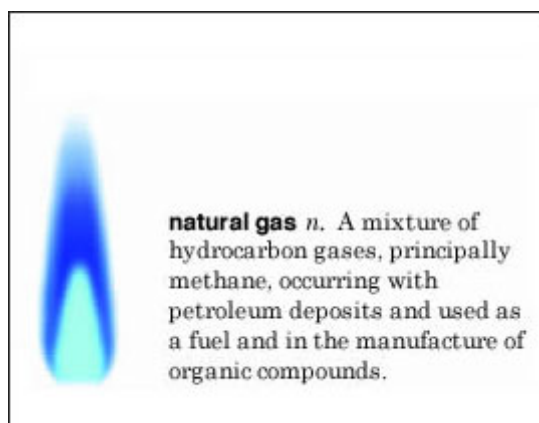 natural gas n. A mixture of
hydrocarbon gases, principally
methane, occurring with
petroleum deposits and used as
a fuel and in the manufacture of
organic compounds.